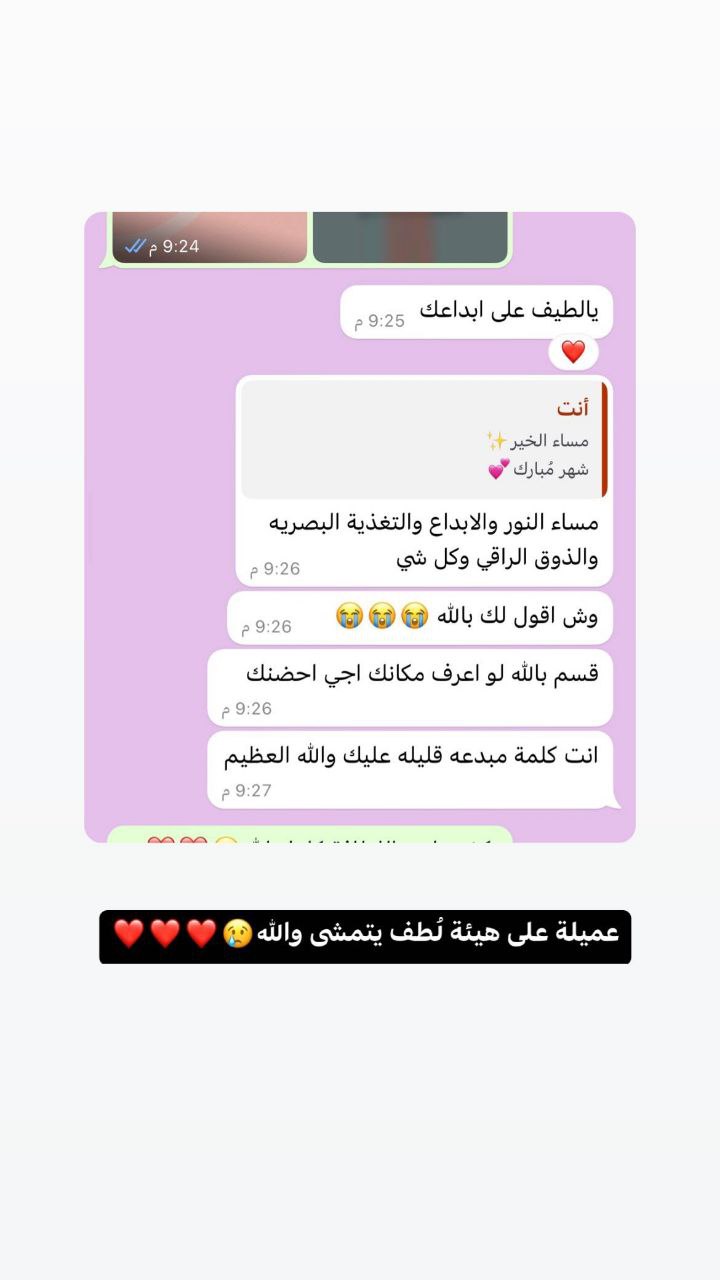 9:24 م
يالطيف على ابداعك
9:25 م
❤️
أنت
مساء الخير✨
شهر مُبارك💕
مساء النور والابداع والتغذية البصريه
والذوق الراقي وكل شي
9:26 م
وش اقول لك بالله 😭😭😭
9:26 م
قسم بالله لو اعرف مكانك اجي احضنك
9:26 م
انت كلمة مبدعه قليله عليك والله العظيم
9:27 م
عميلة على هيئة لُطف يتمشى والله😢❤️❤️❤️